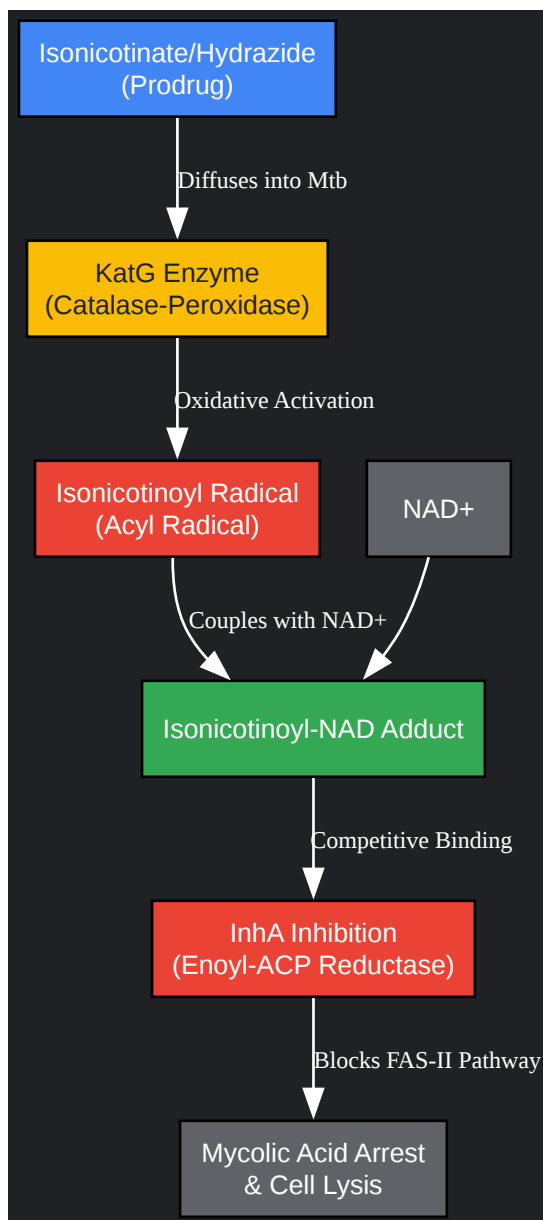 Isonicotinate/Hydrazide
(Prodrug)
Diffuses into Mtb
KatG Enzyme
(Catalase-Peroxidase)
Oxidative Activation
Isonicotinoyl Radical
(Acyl Radical)
NAD+
Couples with NAD+
Isonicotinoyl-NAD Adduct
Competitive Binding
InhA Inhibition
(Enoyl-ACP Reductase)
Blocks FAS-II Pathway
Mycolic Acid Arrest
& Cell Lysis